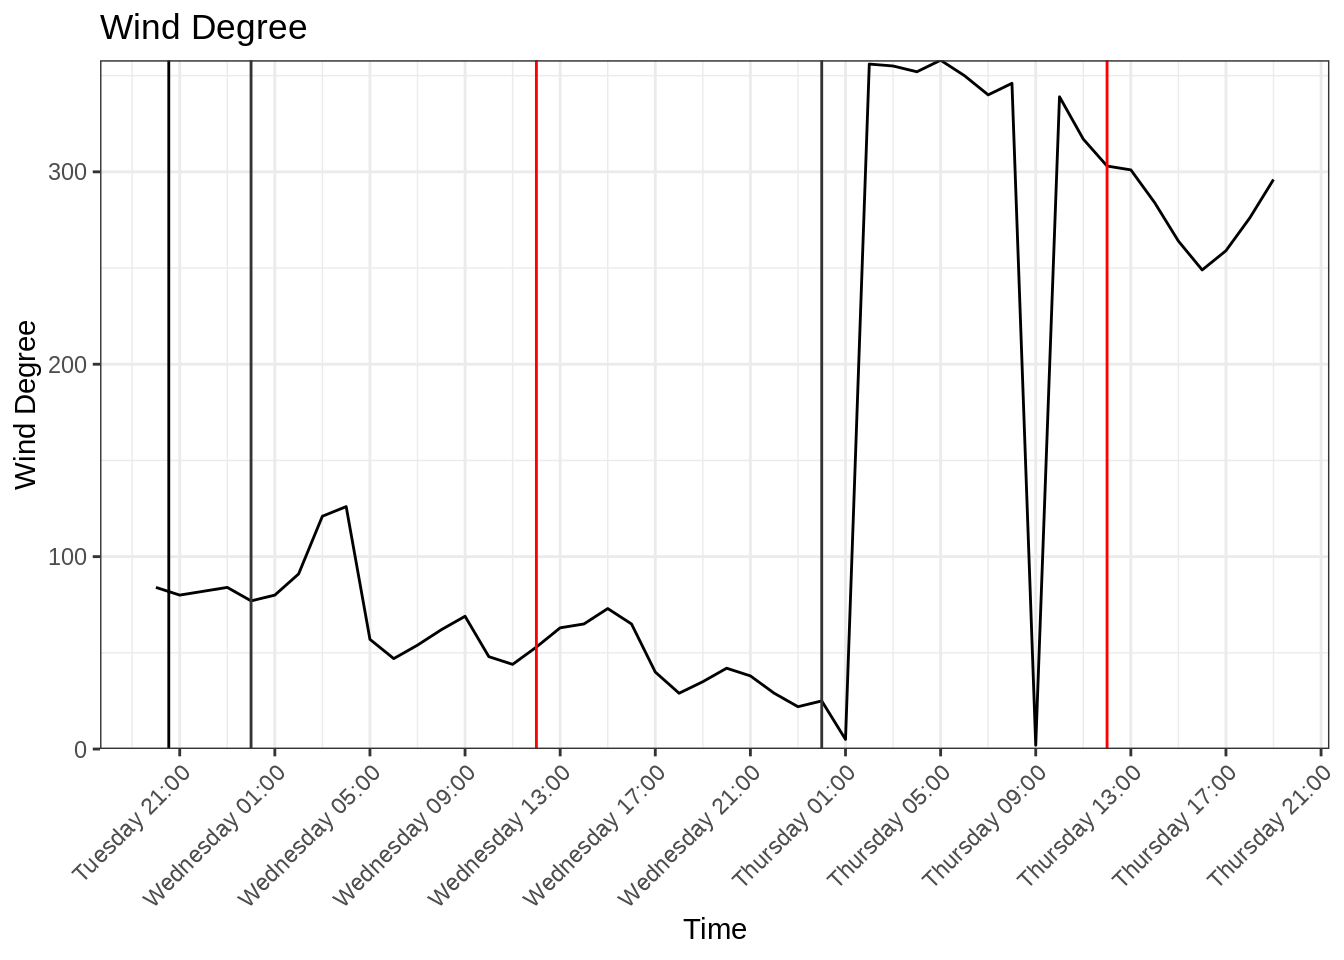 Wind Degree
Wind Degree
300
200
100
0
Tuesday 21:00
Wednesday 01:00
Wednesday 05:00
Wednesday 09:00
Wednesday 13:00
Wednesday 17:00
Wednesday 21:00
Thursday 01:00
Thursday 05:00
Thursday 09:00
Thursday 13:00
Thursday 17:00
Thursday 21:00
Time